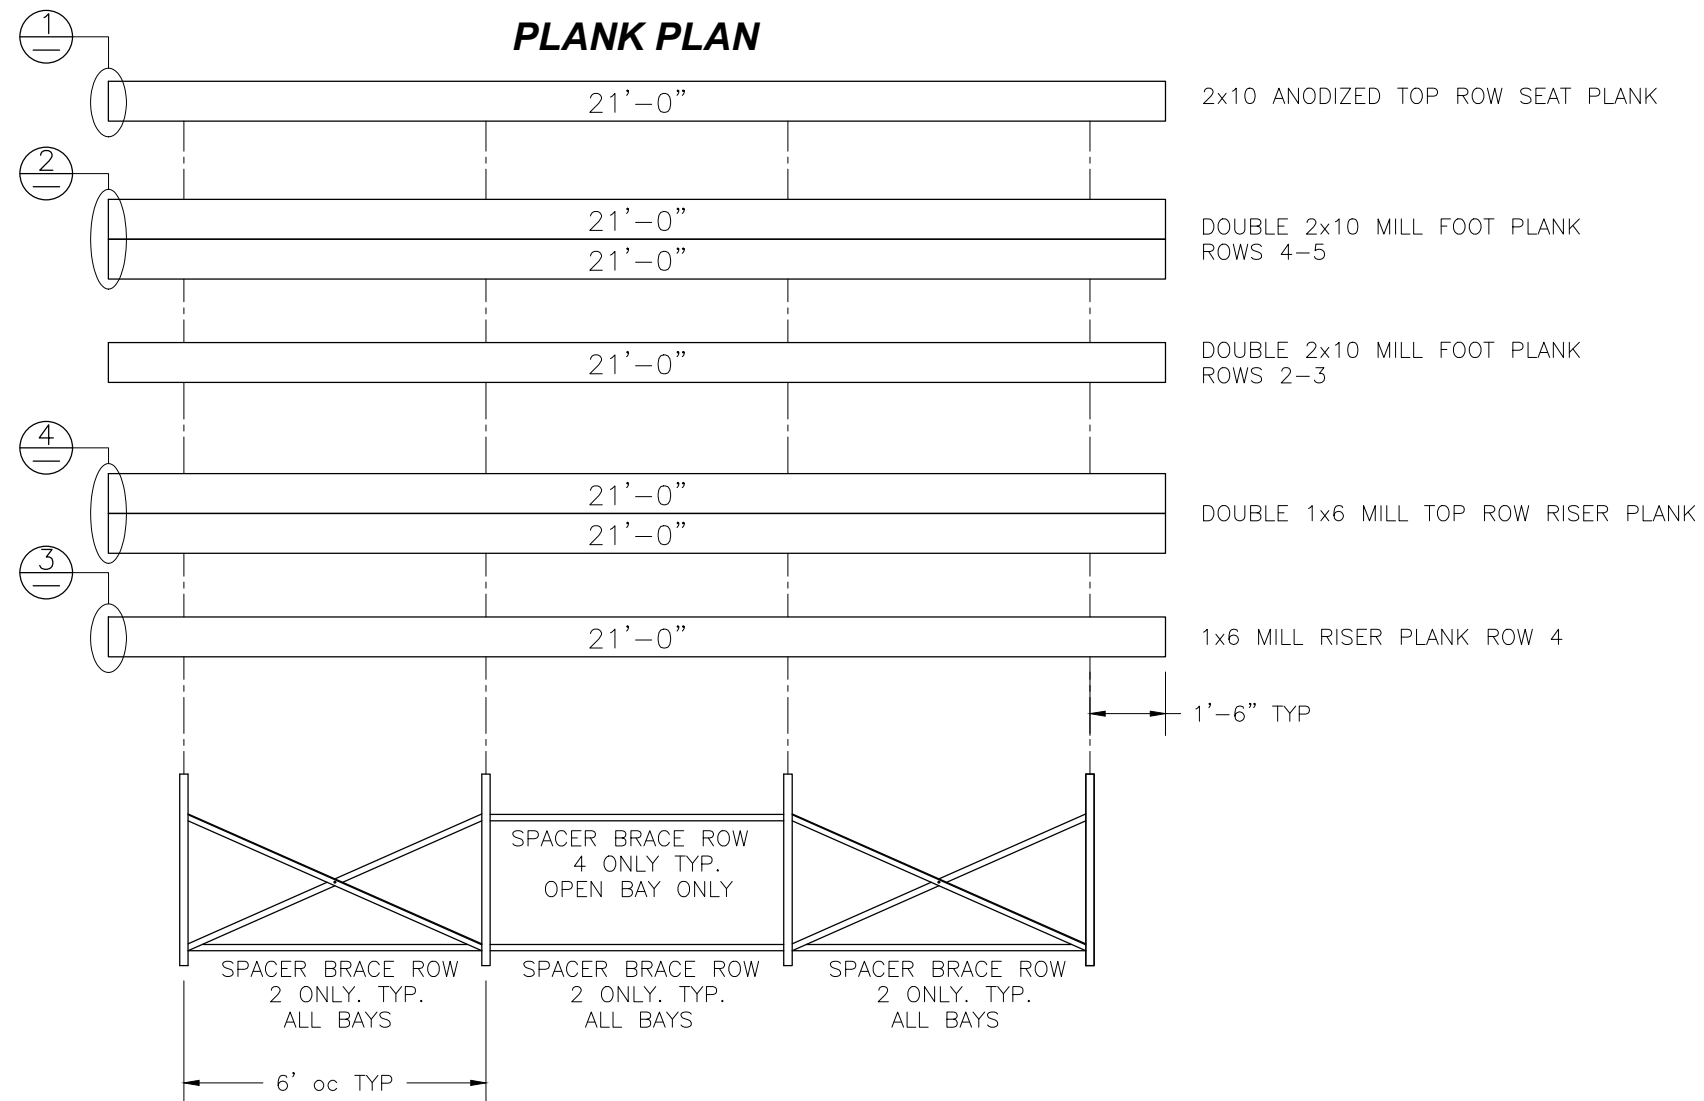 PLANK PLAN
1
21'-0"
2x10 ANODIZED TOP ROW SEAT PLANK
2
21'-0"
21'-0"
DOUBLE 2x10 MILL FOOT PLANK
ROWS 4-5
21'-0"
DOUBLE 2x10 MILL FOOT PLANK
ROWS 2-3
4
21'-0"
21'-0"
DOUBLE 1x6 MILL TOP ROW RISER PLANK
3
21'-0"
1x6 MILL RISER PLANK ROW 4
1'-6" TYP
SPACER BRACE ROW
4 ONLY TYP.
OPEN BAY ONLY
SPACER BRACE ROW
2 ONLY. TYP.
ALL BAYS
SPACER BRACE ROW
2 ONLY. TYP.
ALL BAYS
SPACER BRACE ROW
2 ONLY. TYP.
ALL BAYS
6' oc TYP